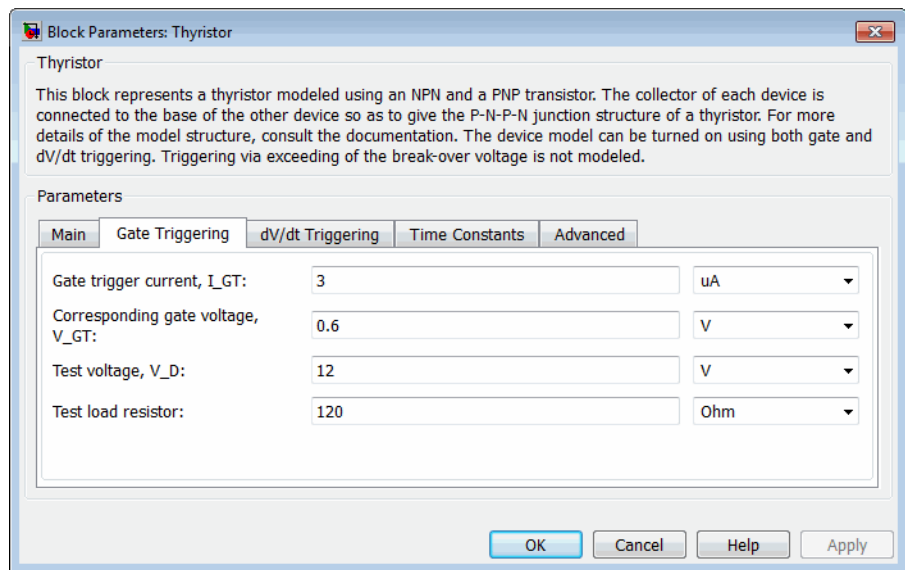 Block Parameters: Thyristor
Thyristor
This block represents a thyristor modeled using an NPN and a PNP transistor. The collector of each device is
connected to the base of the other device so as to give the P-N-P-N junction structure of a thyristor. For more
details of the model structure, consult the documentation. The device model can be turned on using both gate and
dV/dt triggering. Triggering via exceeding of the break-over voltage is not modeled.
Parameters
Main Gate Triggering dV/dt Triggering Time Constants Advanced
Gate trigger current, I_GT: 3 uA
Corresponding gate voltage,
V_GT: 0.6 V
Test voltage, V_D: 12 V
Test load resistor: 120 Ohm
OK Cancel Help Apply